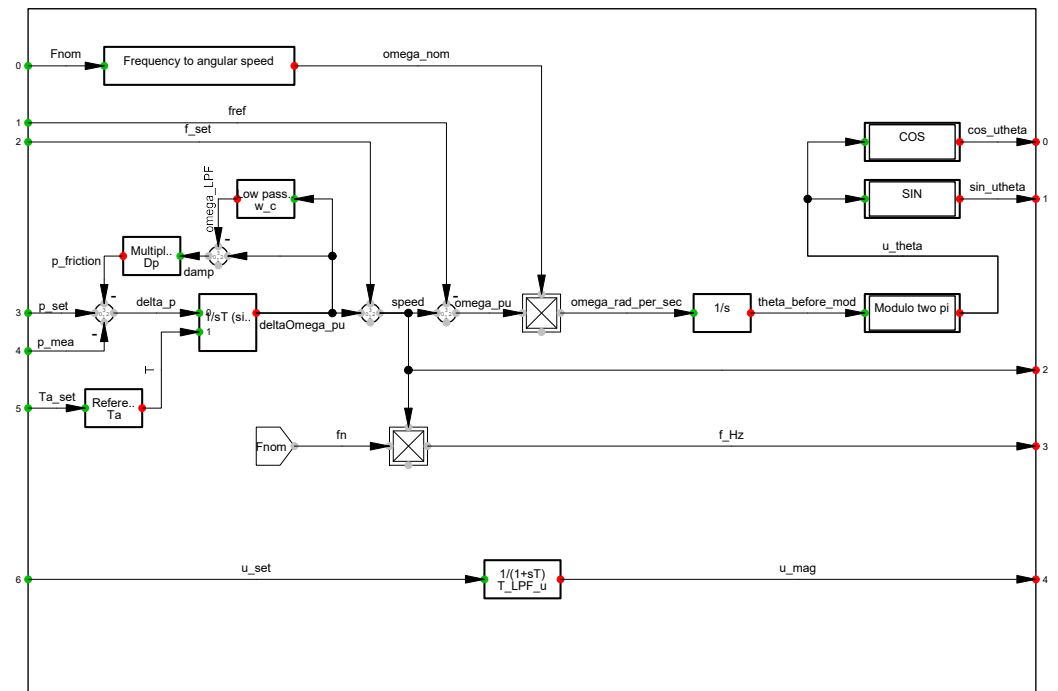 Fnom
Frequency to angular speed
omega_nom
0
fref
1
f_set
2
COS
cos_utheta
0
omega_LPF
ow pass..
w_c
SIN
sin_utheta
1
-
u_theta
Multipl..
Dp
p_friction
damp
-
-
p_set
delta_p
0
1/sT (si..
1
deltaOmega_pu
speed
omega_pu
omega_rad_per_sec
1/s
theta_before_mod
Modulo two pi
3
-
p_mea
4
T
2
Ta_set
Refere..
Ta
5
Fnom
fn
f_Hz
3
u_set
1/(1+sT)
T_LPF_u
u_mag
6
4